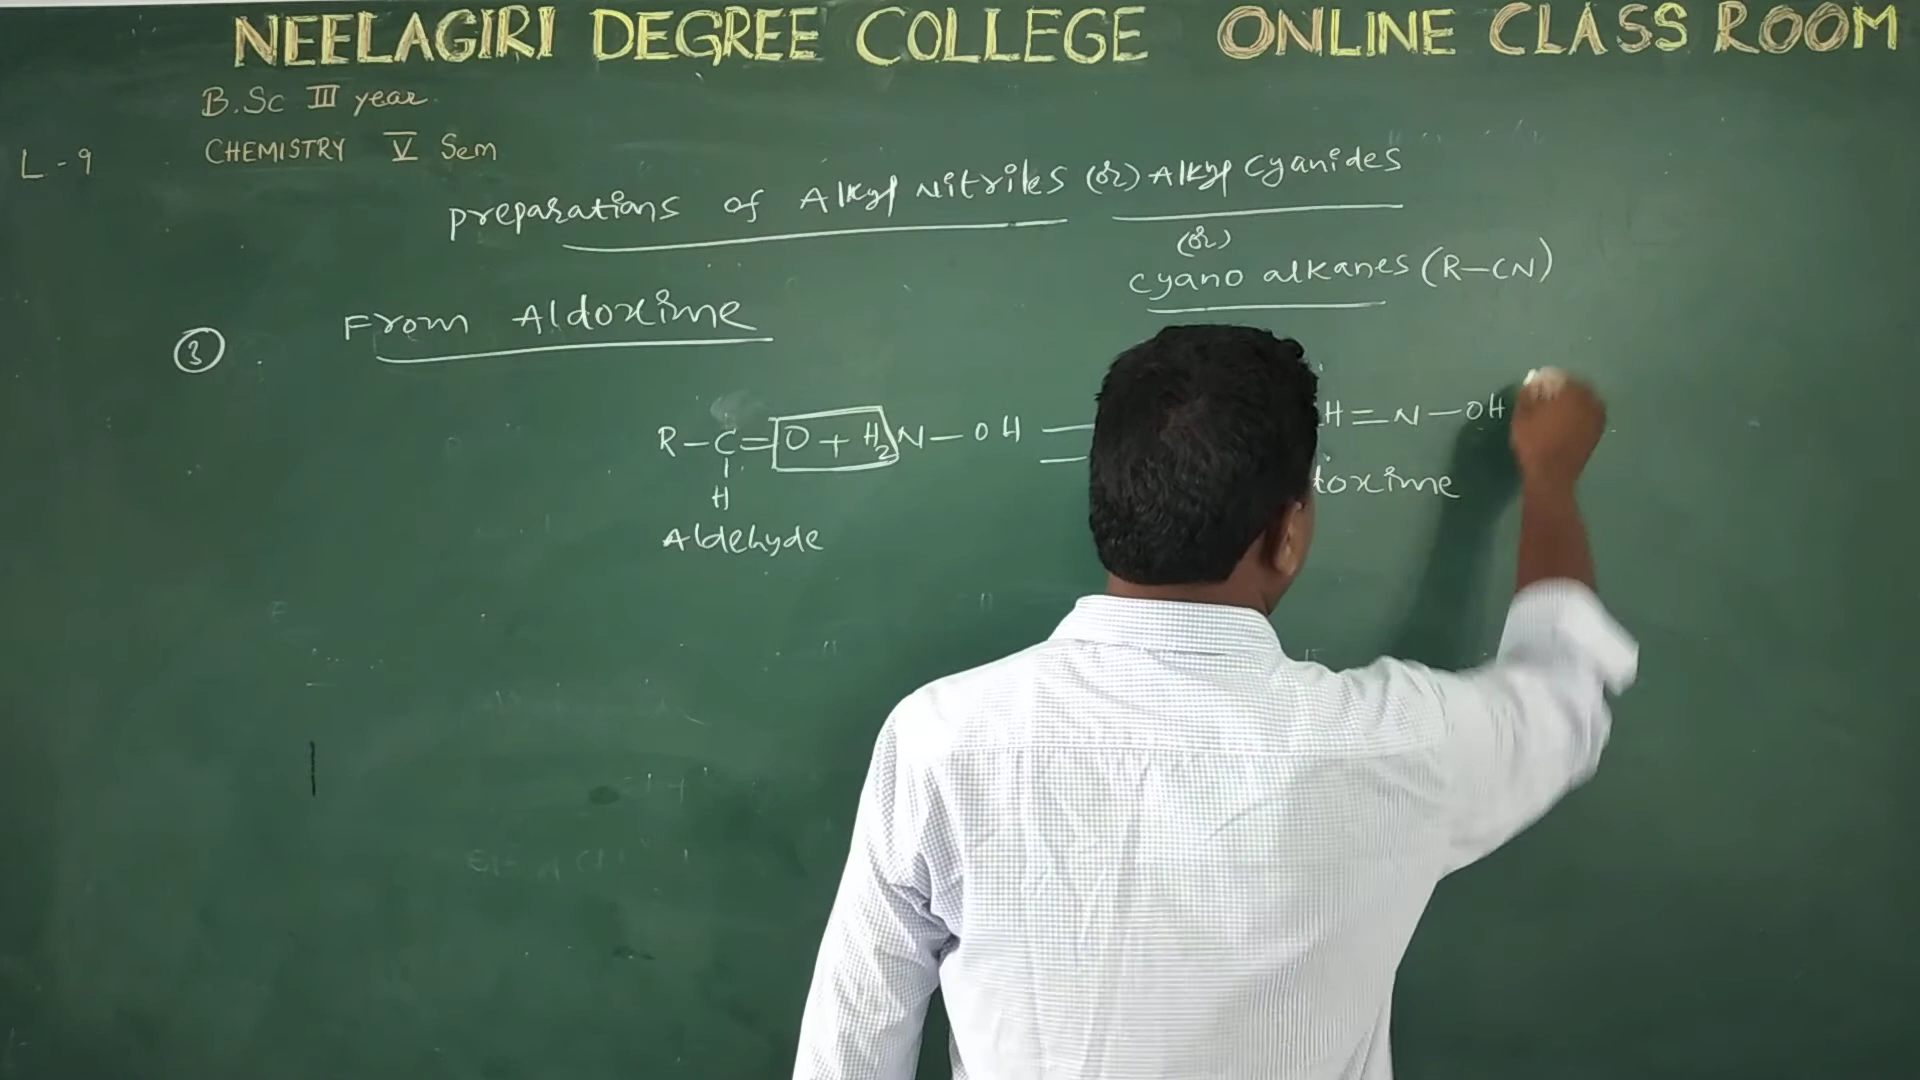 NEELAGIRI DEGREE COLLEGE ONLINE CLASS ROOM
B.Sc III year.
CHEMISTRY V Sem
L-9
preparations of Alkyl Nitriles (or) Alkyl cyanides
(or)
cyano alkanes (R-CN)
3 From Aldoxime
R-C=O+H2N-OH = H=N-OH
H
toxime
Aldehyde